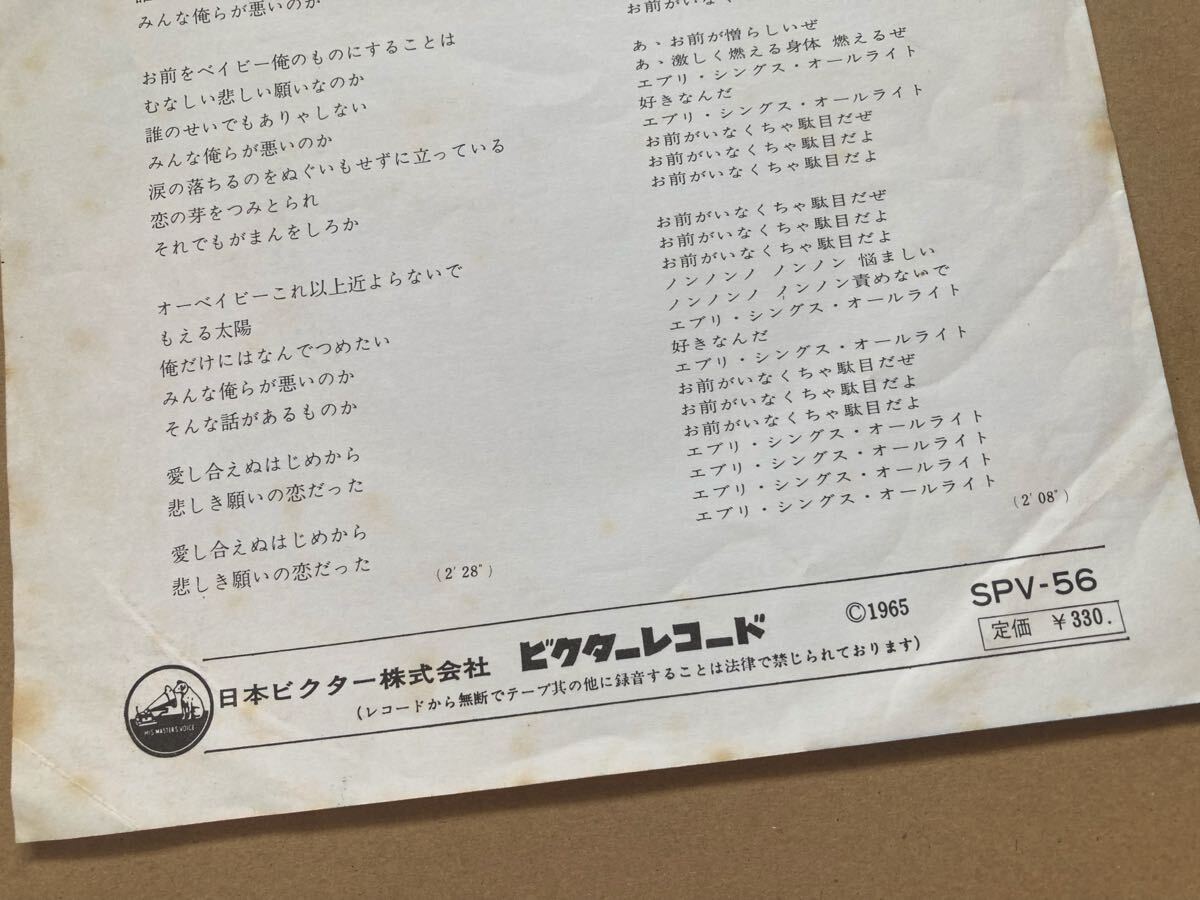 みんな俺らが悪いのか
お前をベイビー俺のものにすることは
むなしい悲しい願いなのか
誰のせいでもありゃしない
みんな俺らが悪いのか
涙の落ちるのをぬぐいもせずに立っている
恋の芽をつみとられ
それでもがまんをしろか
オーベイビーこれ以上近よらないで
もえる太陽
俺だけにはなんでつめたい
みんな俺らが悪いのか
そんな話があるものか
愛し合えぬはじめから
悲しき願いの恋だった
愛し合えぬはじめから
悲しき願いの恋だった
(2′28″)
お前がいなく
あゝお前が憎らしいぜ
あゝ激しく燃える身体 燃えるぜ
エブリ・シングス・オールライト
好きなんだ
エブリ・シングス・オールライト
お前がいなくちゃ駄目だぜ
お前がいなくちゃ駄目だよ
お前がいなくちゃ駄目だよ
お前がいなくちゃ駄目だぜ
お前がいなくちゃ駄目だよ
お前がいなくちゃ駄目だよ
ノンノンノ ノンノン 悩ましい
ノンノンノ ノンノン責めないで
エブリ・シングス・オールライト
好きなんだ
エブリ・シングス・オールライト
お前がいなくちゃ駄目だぜ
お前がいなくちゃ駄目だよ
お前がいなくちゃ駄目だよ
エブリ・シングス・オールライト
エブリ・シングス・オールライト
エブリ・シングス・オールライト
エブリ・シングス・オールライト
(2′08″)
HIS MASTERS VOICE
日本ビクター株式会社 ビクターレコード ©1965 SPV-56
(レコードから無断でテープ其の他に録音することは法律で禁じられております) 定価 ￥330.